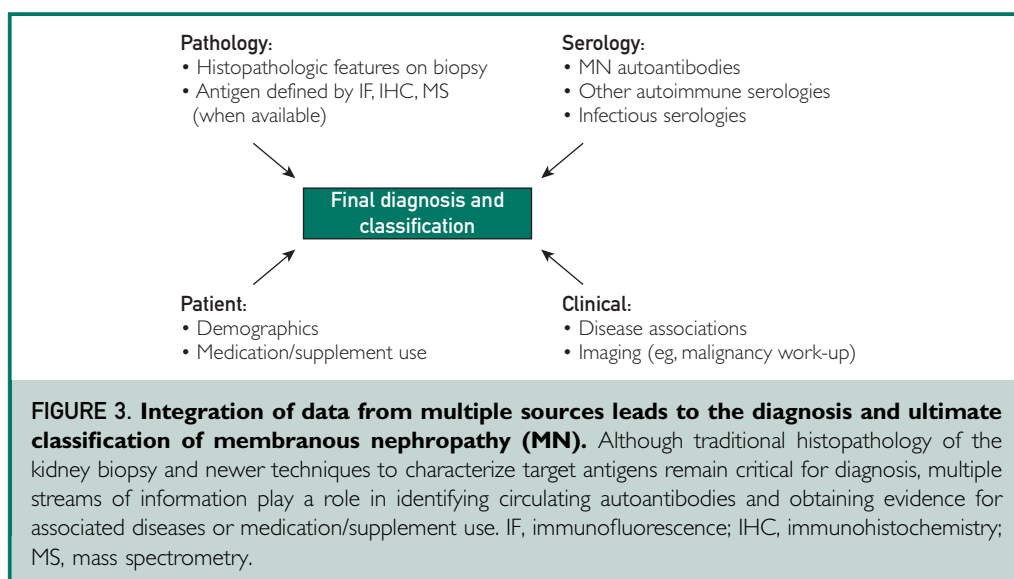 Pathology:
• Histopathologic features on biopsy
• Antigen defined by IF, IHC, MS
(when available)
Serology:
• MN autoantibodies
• Other autoimmune serologies
• Infectious serologies
Final diagnosis and
classification
Patient:
• Demographics
• Medication/supplement use
Clinical:
• Disease associations
• Imaging (eg, malignancy work-up)
FIGURE 3. Integration of data from multiple sources leads to the diagnosis and ultimate
classification of membranous nephropathy (MN). Although traditional histopathology of the
kidney biopsy and newer techniques to characterize target antigens remain critical for diagnosis, multiple
streams of information play a role in identifying circulating autoantibodies and obtaining evidence for
associated diseases or medication/supplement use. IF, immunofluorescence; IHC, immunohistochemistry;
MS, mass spectrometry.